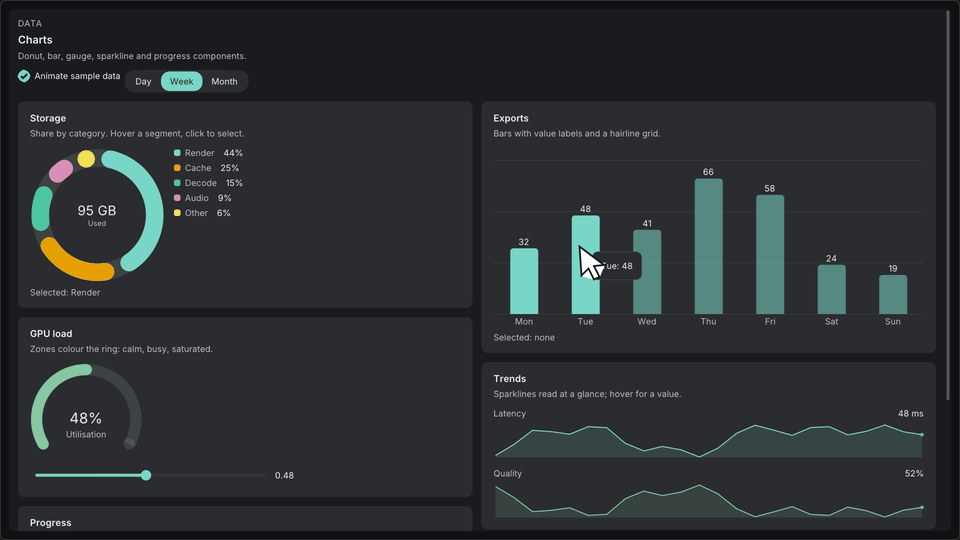 DATA
Charts
Donut, bar, gauge, sparkline and progress components.
Animate sample data
Day Week Month
Storage
Share by category. Hover a segment, click to select.
Render 44%
Cache 25%
Decode 15%
Audio 9%
Other 6%
95 GB
Used
Selected: Render
GPU load
Zones colour the ring: calm, busy, saturated.
48%
Utilisation
0.48
Progress
Exports
Bars with value labels and a hairline grid.
32 48 41 66 58 24 19
ue: 48
Mon Tue Wed Thu Fri Sat Sun
Selected: none
Trends
Sparklines read at a glance; hover for a value.
Latency 48 ms
Quality 52%